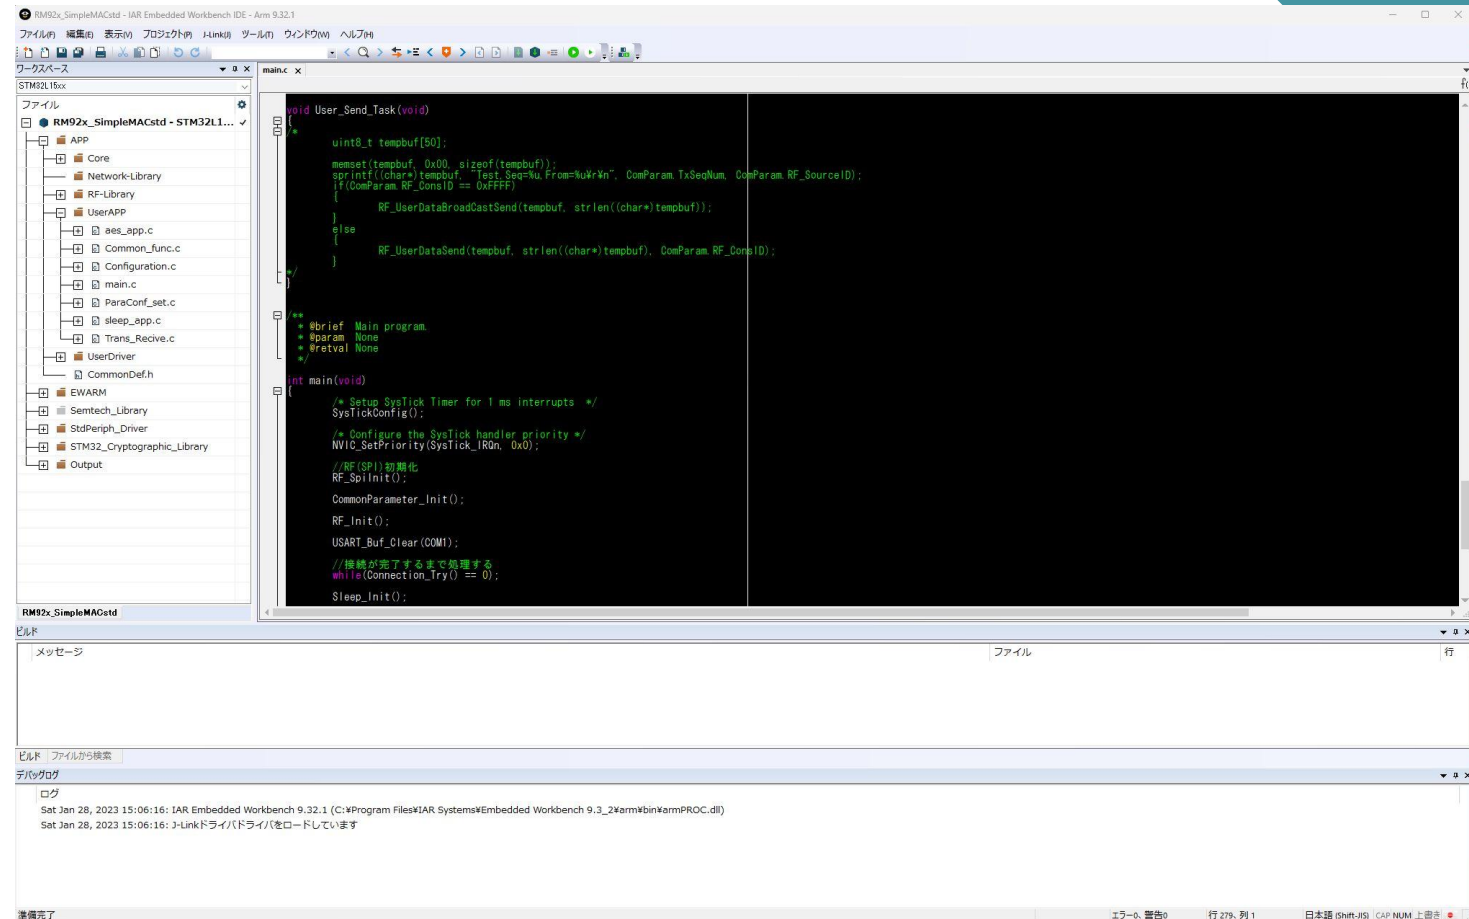 RM92x_SimpleMACstd - IAR Embedded Workbench IDE - Arm 9.32.1
ファイル(F) 編集(E) 表示(V) プロジェクト(P) J-Link(J) ツール(T) ウィンドウ(W) ヘルプ(H)
ワークスペース
STM32L15xx
ファイル
RM92x_SimpleMACstd - STM32L1...
APP
Core
Network-Library
RF-Library
UserAPP
aes_app.c
Common_func.c
Configuration.c
main.c
ParaConf_set.c
sleep_app.c
Trans_Recive.c
UserDriver
CommonDef.h
EWARM
Semtech_Library
StdPeriph_Driver
STM32_Cryptographic_Library
Output
RM92x_SimpleMACstd
main.c
void User_Send_Task(void)
{
/*
uint8_t tempbuf[50];
memset(tempbuf, 0x00, sizeof(tempbuf));
sprintf((char*)tempbuf, "Test,Seq=%u,From=%u¥r¥n", ComParam.TxSeqNum, ComParam.RF_SourceID);
if(ComParam.RF_ConsID == 0xFFFF)
{
RF_UserDataBroadCastSend(tempbuf, strlen((char*)tempbuf));
}
else
{
RF_UserDataSend(tempbuf, strlen((char*)tempbuf), ComParam.RF_ConsID);
}
*/
}
/**
* @brief Main program.
* @param None
* @retval None
*/
int main(void)
{
/* Setup SysTick Timer for 1 ms interrupts */
SysTickConfig();
/* Configure the SysTick handler priority */
NVIC_SetPriority(SysTick_IRQn, 0x0);
//RF(SPI)初期化
RF_SpiInit();
CommonParameter_Init();
RF_Init();
USART_Buf_Clear(COM1);
//接続が完了するまで処理する
while(Connection_Try() == 0);
Sleep_Init();
ビルド
メッセージ ファイル 行
ビルド ファイルから検索
デバッグログ
ログ
Sat Jan 28, 2023 15:06:16: IAR Embedded Workbench 9.32.1 (C:¥Program Files¥IAR Systems¥Embedded Workbench 9.3_2¥arm¥bin¥armPROC.dll)
Sat Jan 28, 2023 15:06:16: J-Linkドライバドライバをロードしています
準備完了 エラー0、警告0 行 279、列 1 日本語 (Shift-JIS) CAP NUM 上書き